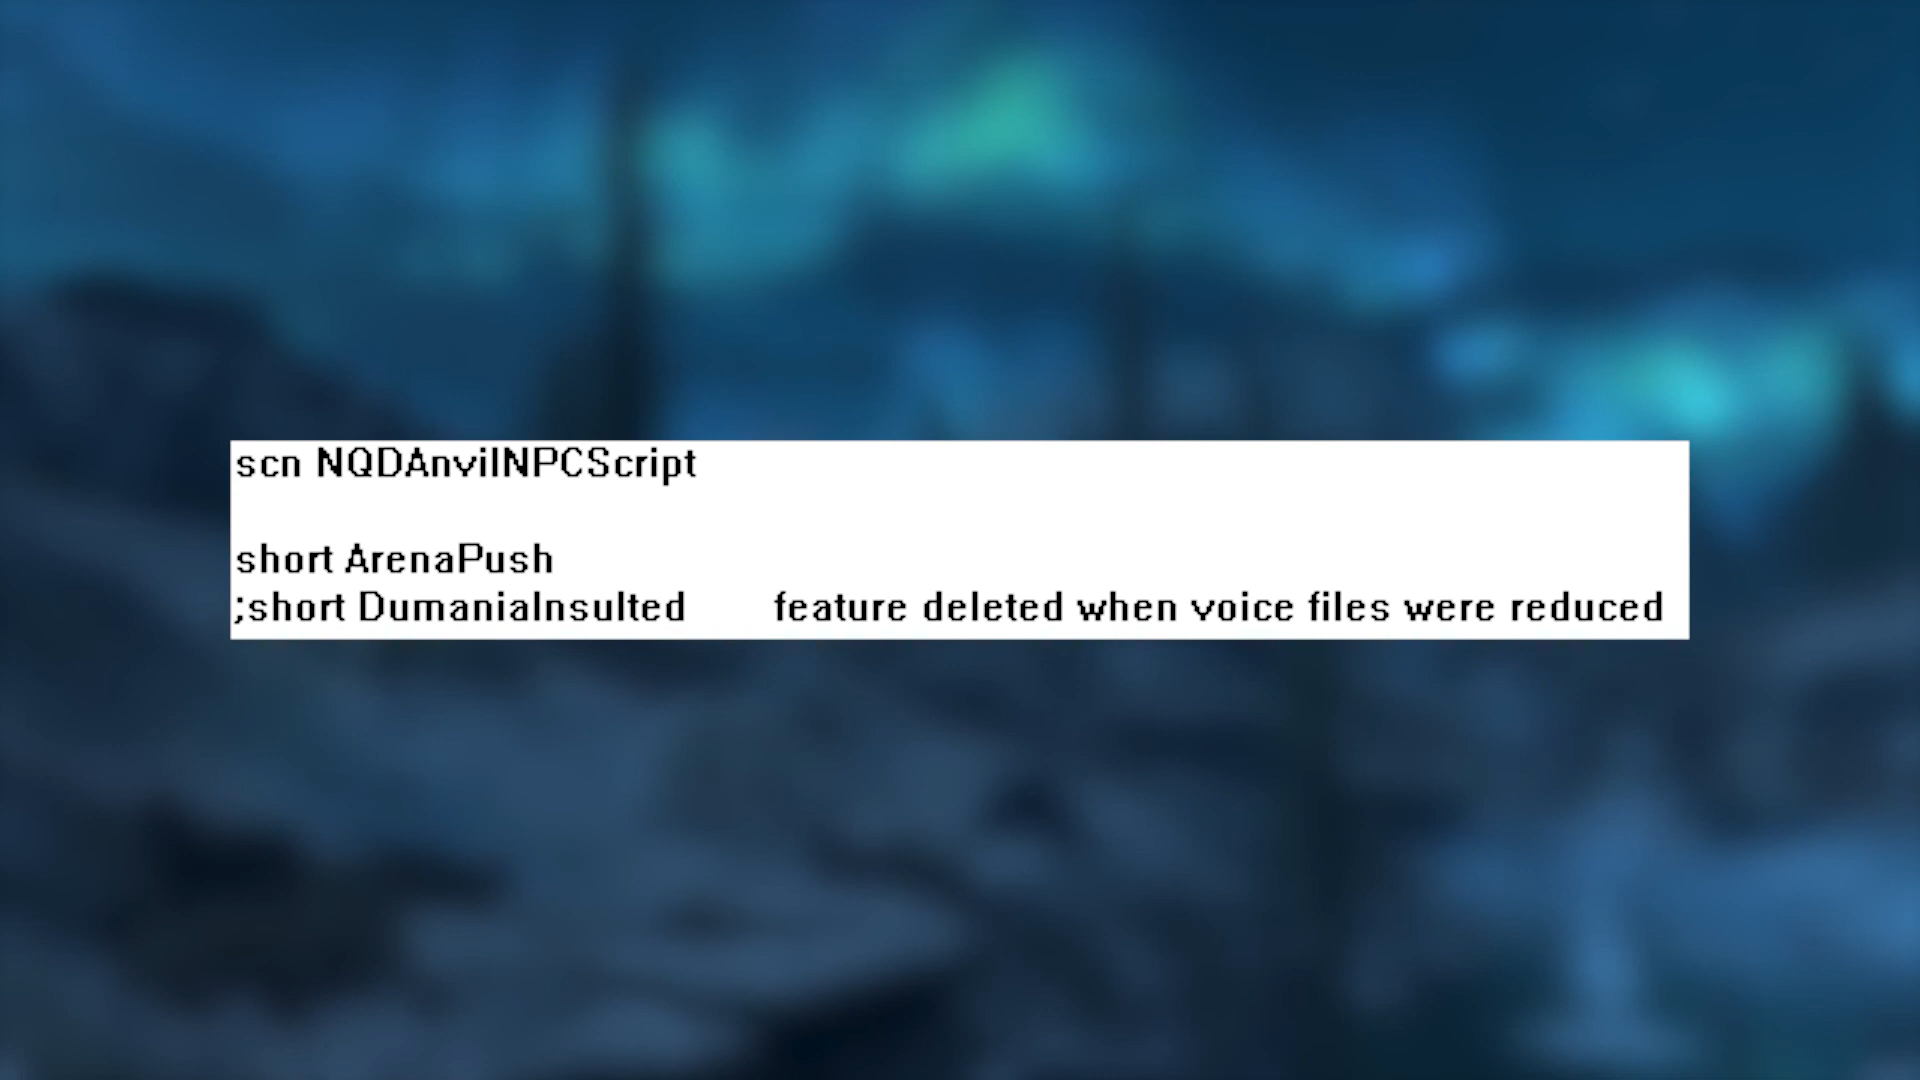 scn NQDAnvilNPCScript
short ArenaPush
;short DumaniaInsulted feature deleted when voice files were reduced